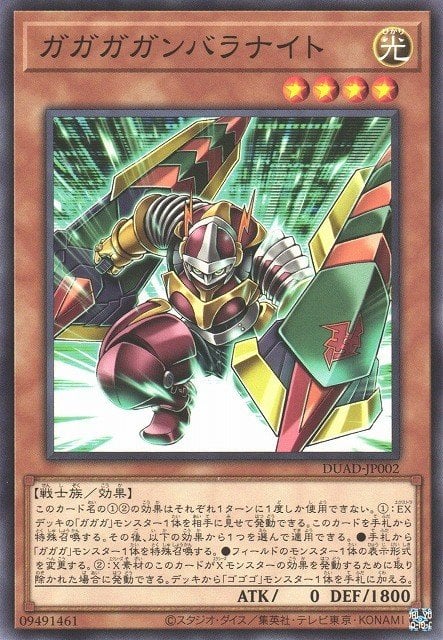 ガガガガンバラナイト
光
DUAD-JP002
【戦士族/効果】
このカード名の①②の効果はそれぞれ1ターンに1度しか使用できない。①:EX
デッキの「ガガガ」モンスター1体を相手に見せて発動できる。このカードを手札から
特殊召喚する。その後、以下の効果から1つを選んで適用できる。●手札から
「ガガガ」モンスター1体を特殊召喚する。●フィールドのモンスター1体の表示形式
を変更する。②:X素材のこのカードがXモンスターの効果を発動するために取り
除かれた場合に発動できる。デッキから「ゴゴゴ」モンスター1体を手札に加える。
ATK/ 0 DEF/1800
09491461 ©スタジオ・ダイス/集英社・テレビ東京・KONAMI